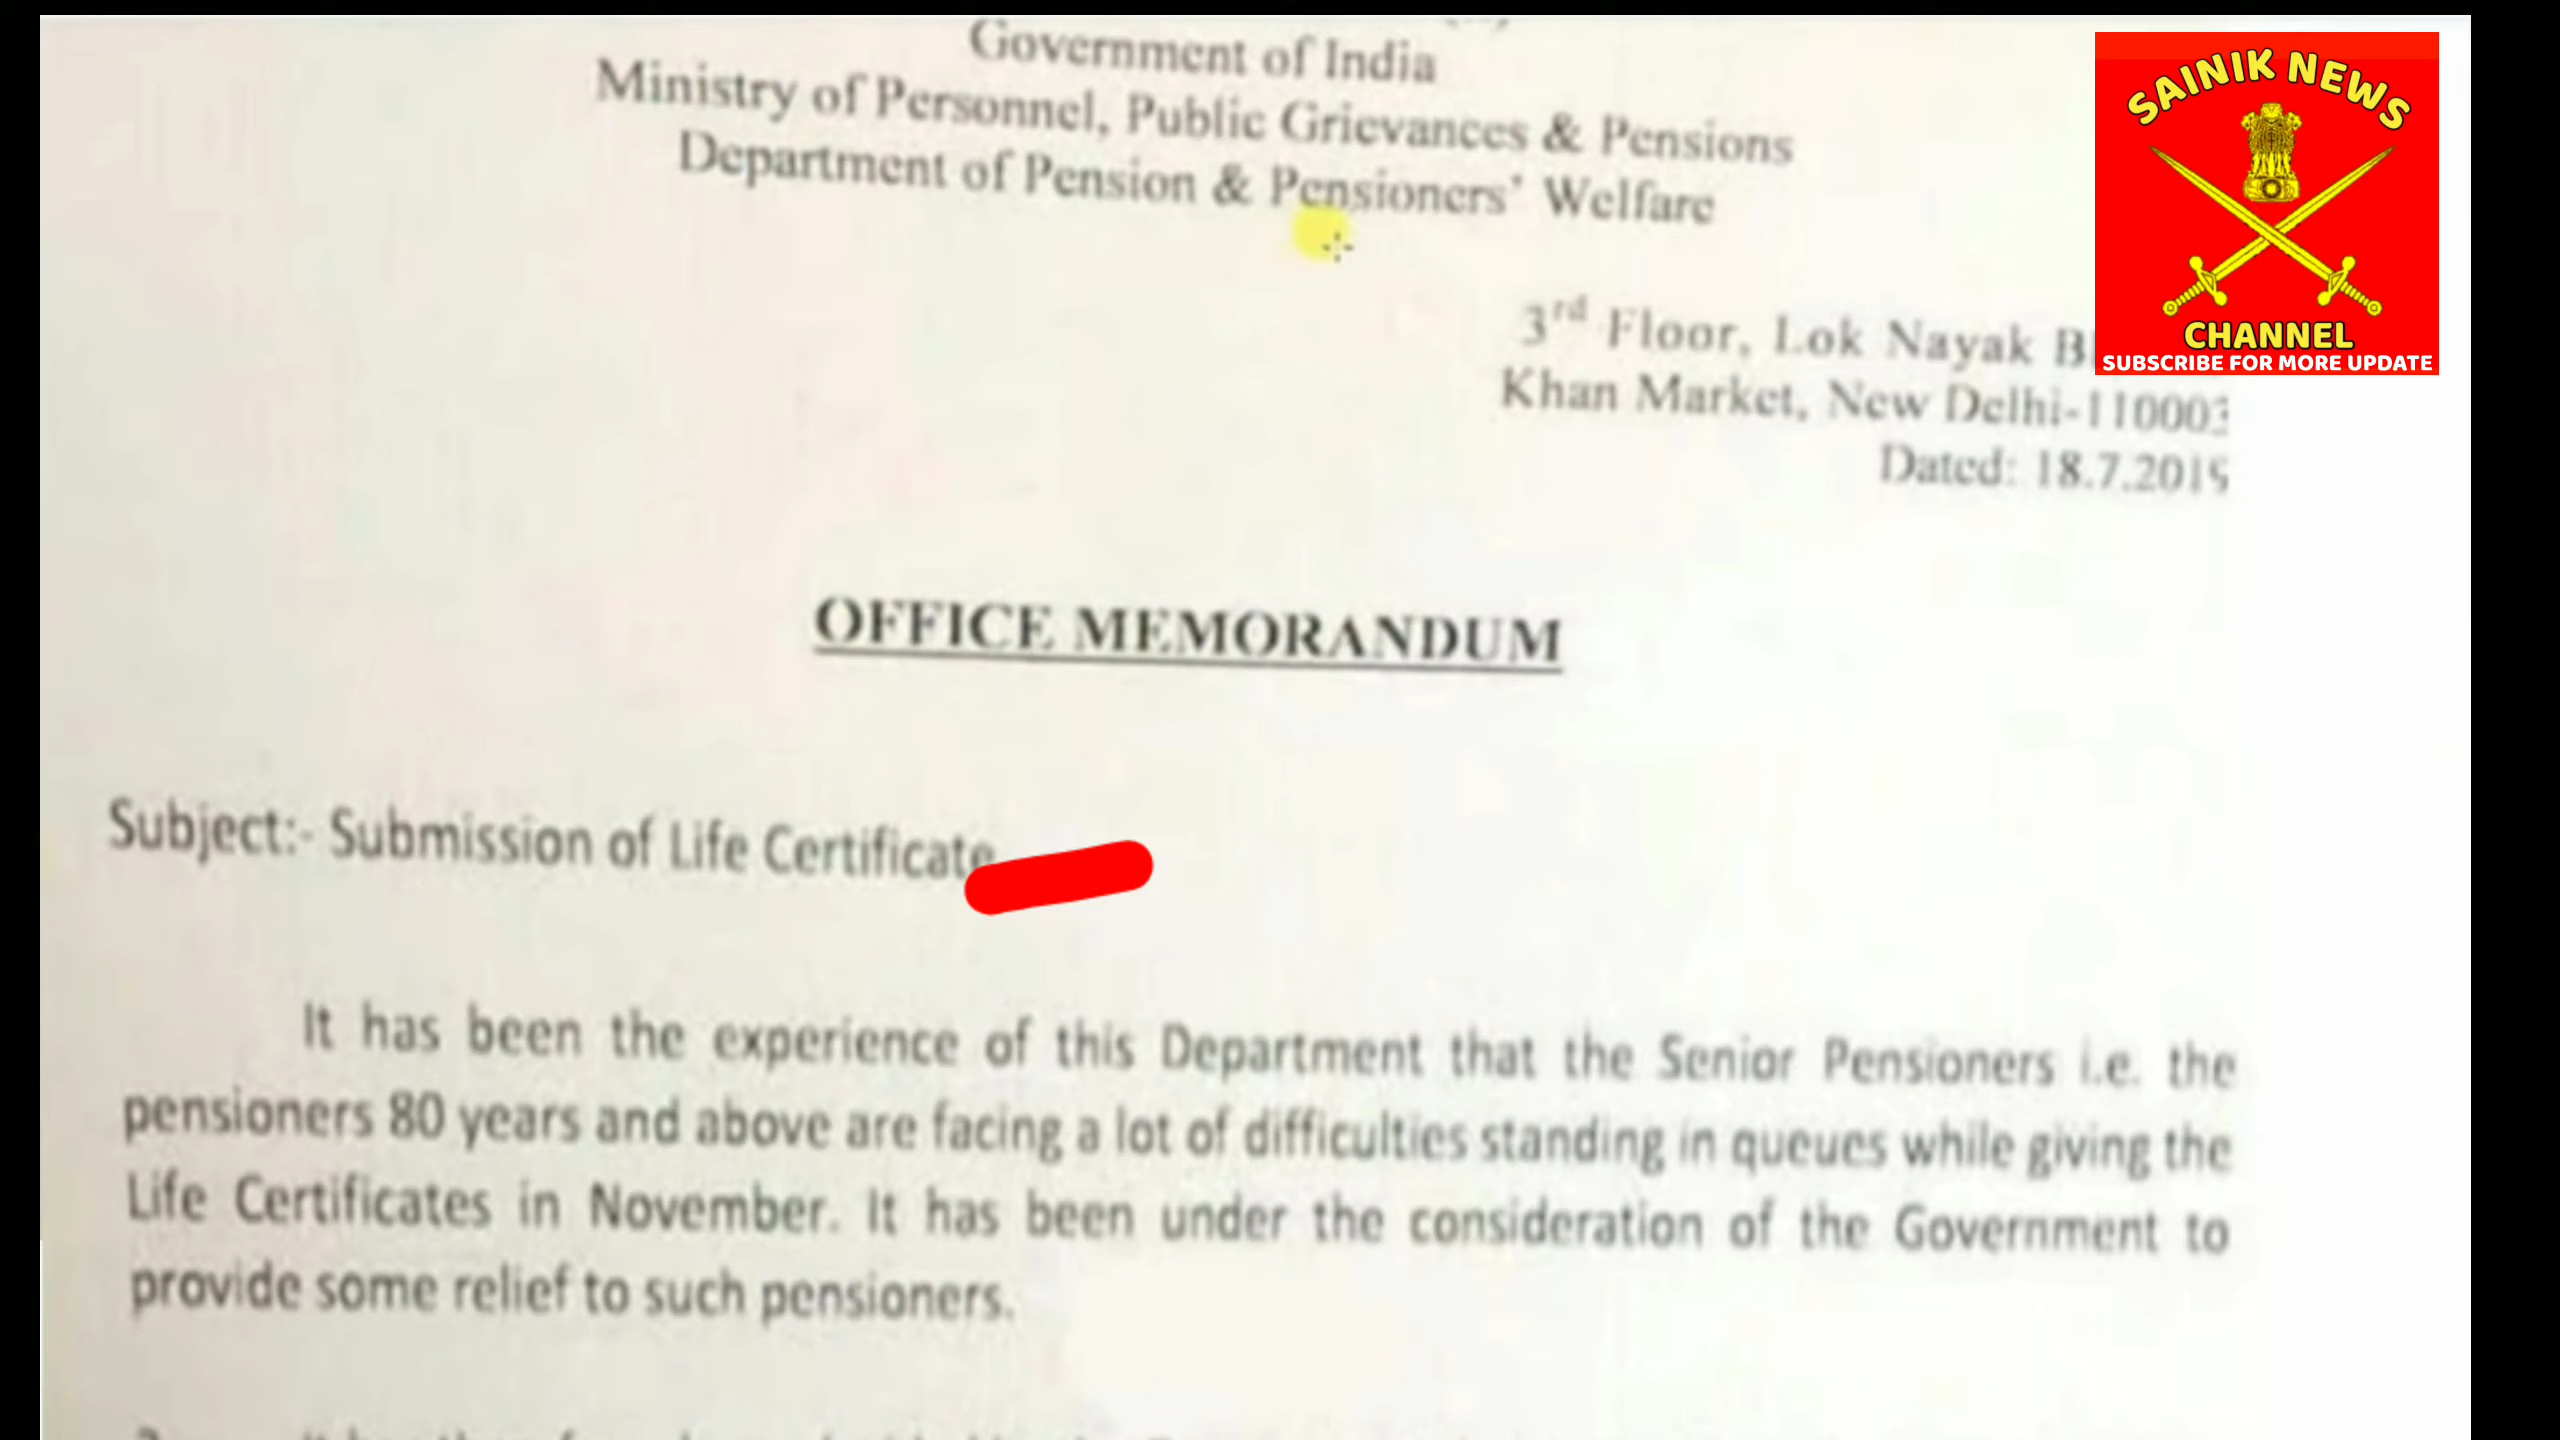 Government of India
Ministry of Personnel, Public Grievances & Pensions
Department of Pension & Pensioners' Welfare
SAINIK NEWS
CHANNEL
SUBSCRIBE FOR MORE UPDATE
3rd Floor, Lok Nayak
Khan Market, New Delhi-110003
Dated: 18.7.2019
OFFICE MEMORANDUM
Subject:- Submission of Life Certificate
It has been the experience of this Department that the Senior Pensioners i.e. the
pensioners 80 years and above are facing a lot of difficulties standing in queues while giving the
Life Certificates in November. It has been under the consideration of the Government to
provide some relief to such pensioners.